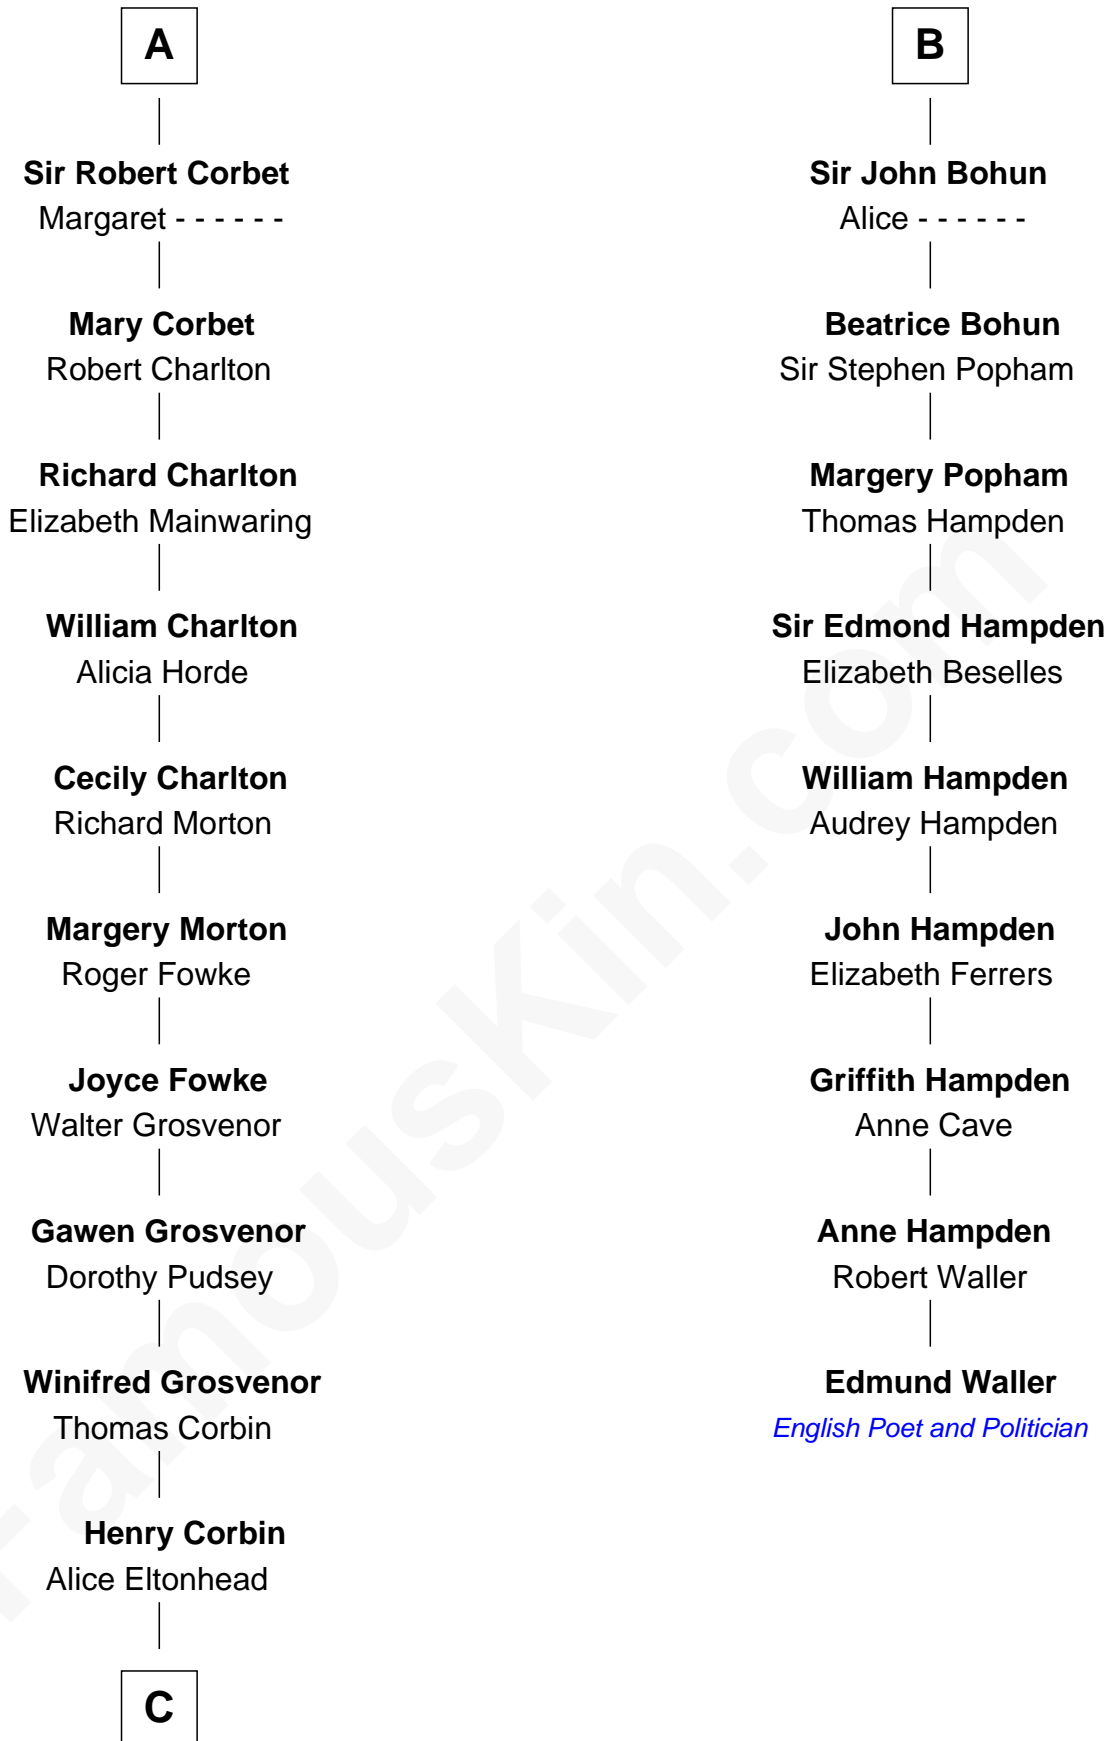 A
Sir Robert Corbet
Margaret - - - - - -
Mary Corbet
Robert Charlton
Richard Charlton
Elizabeth Mainwaring
William Charlton
Alicia Horde
Cecily Charlton
Richard Morton
Margery Morton
Roger Fowke
Joyce Fowke
Walter Grosvenor
Gawen Grosvenor
Dorothy Pudsey
Winifred Grosvenor
Thomas Corbin
Henry Corbin
Alice Eltonhead
C
B
Sir John Bohun
Alice - - - - - -
Beatrice Bohun
Sir Stephen Popham
Margery Popham
Thomas Hampden
Sir Edmond Hampden
Elizabeth Beselles
William Hampden
Audrey Hampden
John Hampden
Elizabeth Ferrers
Griffith Hampden
Anne Cave
Anne Hampden
Robert Waller
Edmund Waller
English Poet and Politician
FamousKin.com